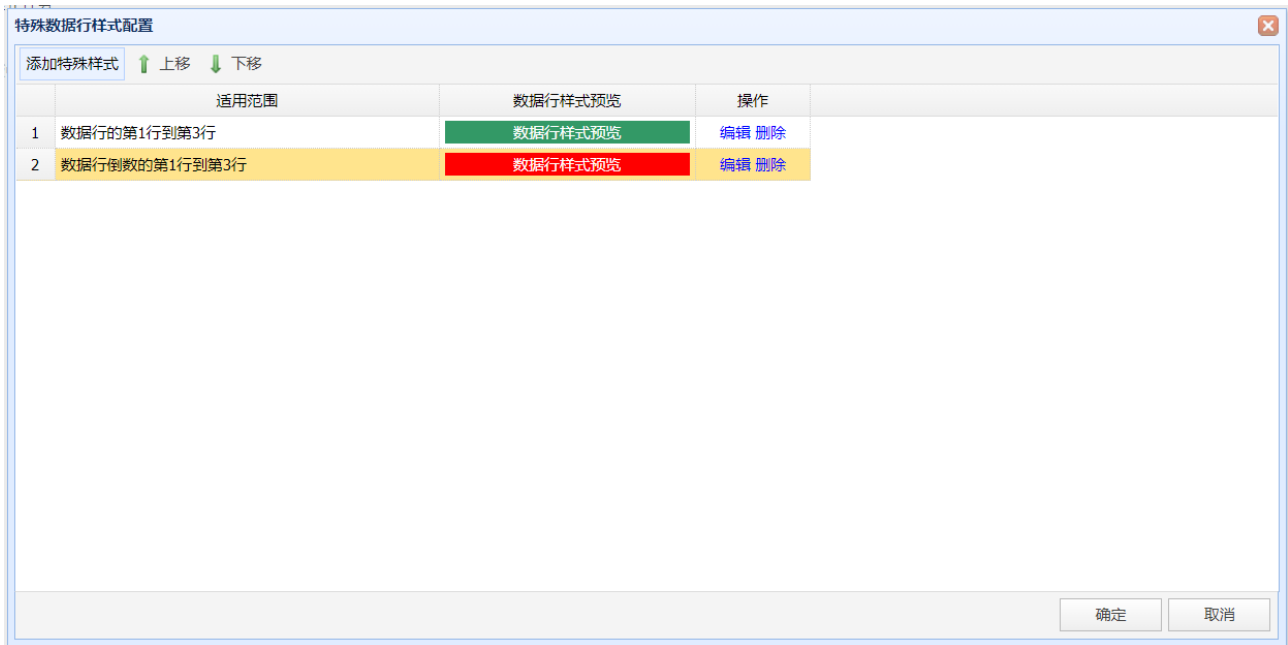 特殊数据行样式配置
添加特殊样式 上移 下移
适用范围 数据行样式预览 操作
1 数据行的第1行到第3行 数据行样式预览 编辑 删除
2 数据行倒数的第1行到第3行 数据行样式预览 编辑 删除
确定 取消